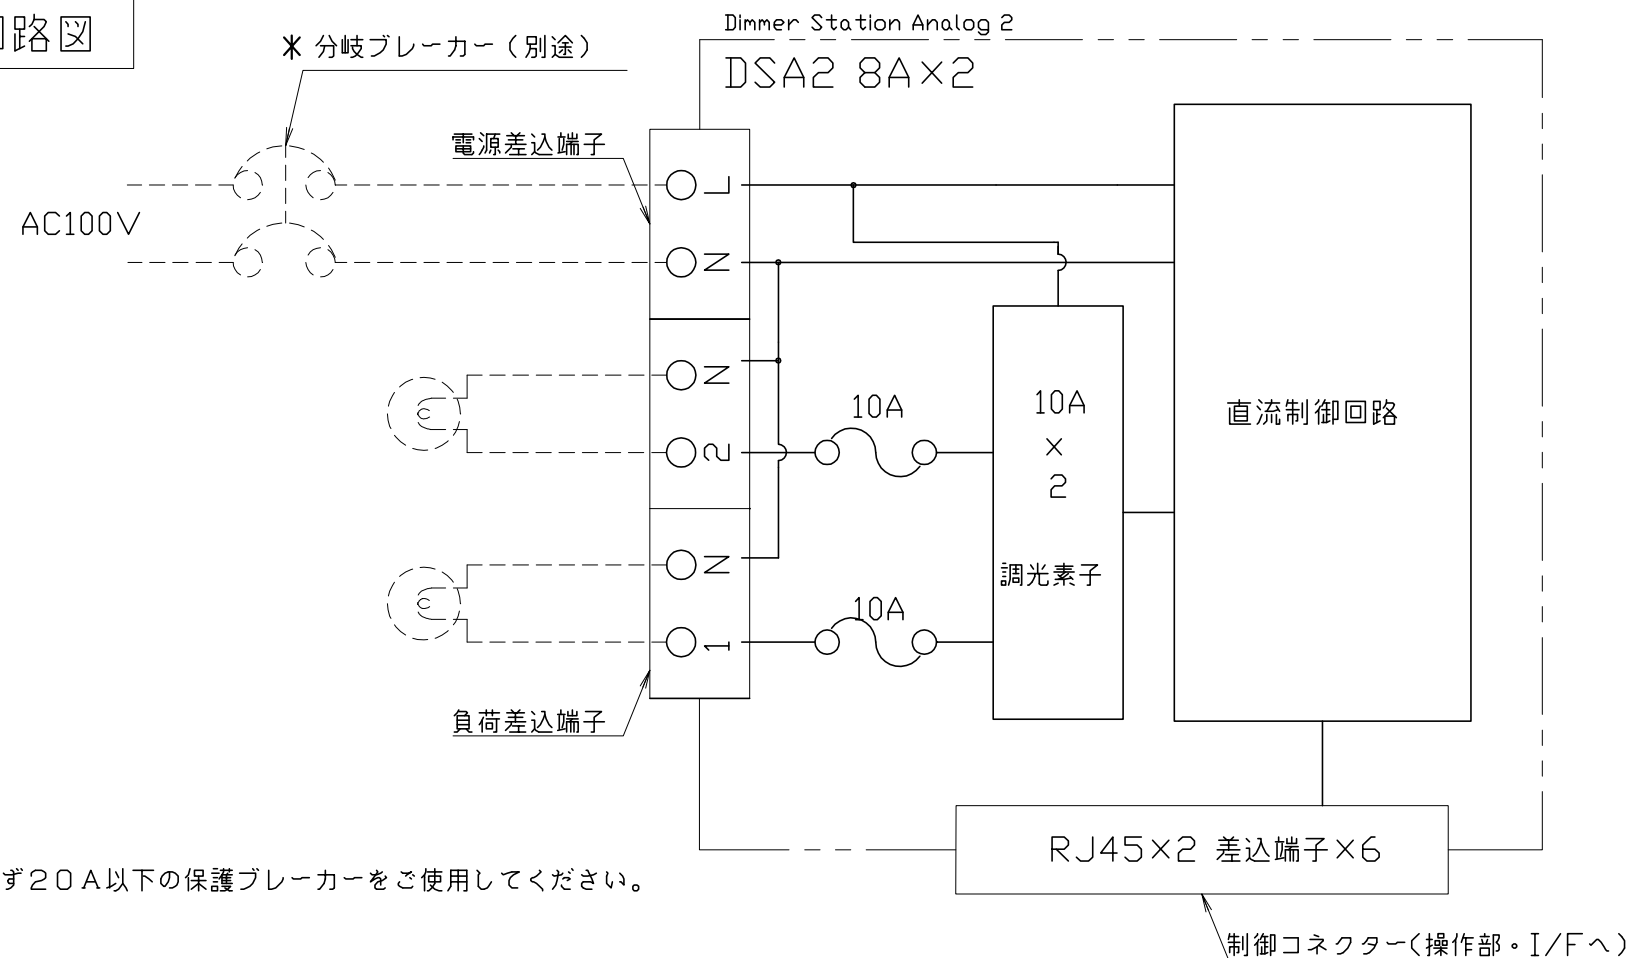 路図
Dimmer Station Analog 2
DSA2 8A×2
* 分岐ブレーカー(別途)
電源差込端子
AC100V
L
N
N
2
N
1
10A
10A
10A
×
2
調光素子
直流制御回路
負荷差込端子
RJ45×2 差込端子×6
ず20A以下の保護ブレーカーをご使用してください。
制御コネクター(操作部・I/Fへ)